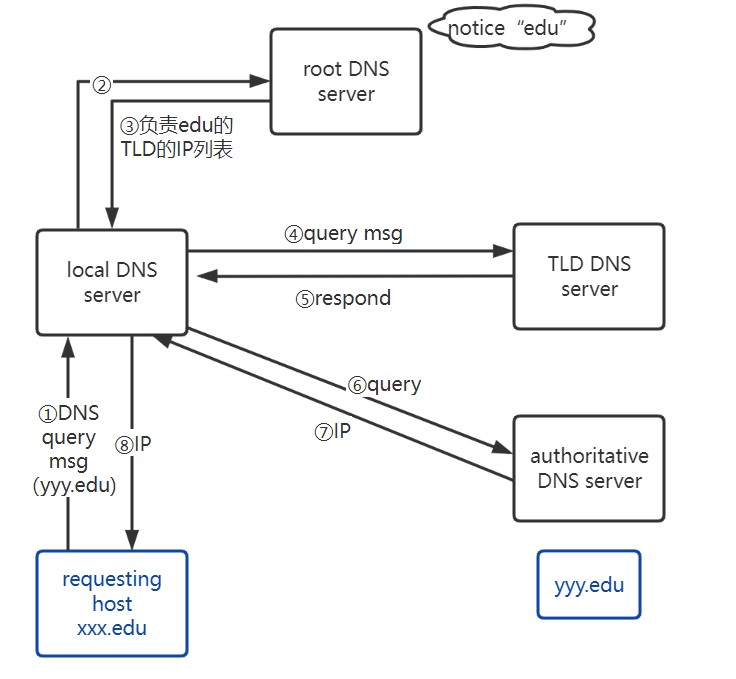 notice “edu”
root DNS
server
②
③负责edu的
TLD的IP列表
④query msg
local DNS
server
TLD DNS
server
⑤respond
⑥query
①DNS
query
msg
(yyy.edu)
⑧IP
⑦IP
authoritative
DNS server
requesting
host
xxx.edu
yyy.edu